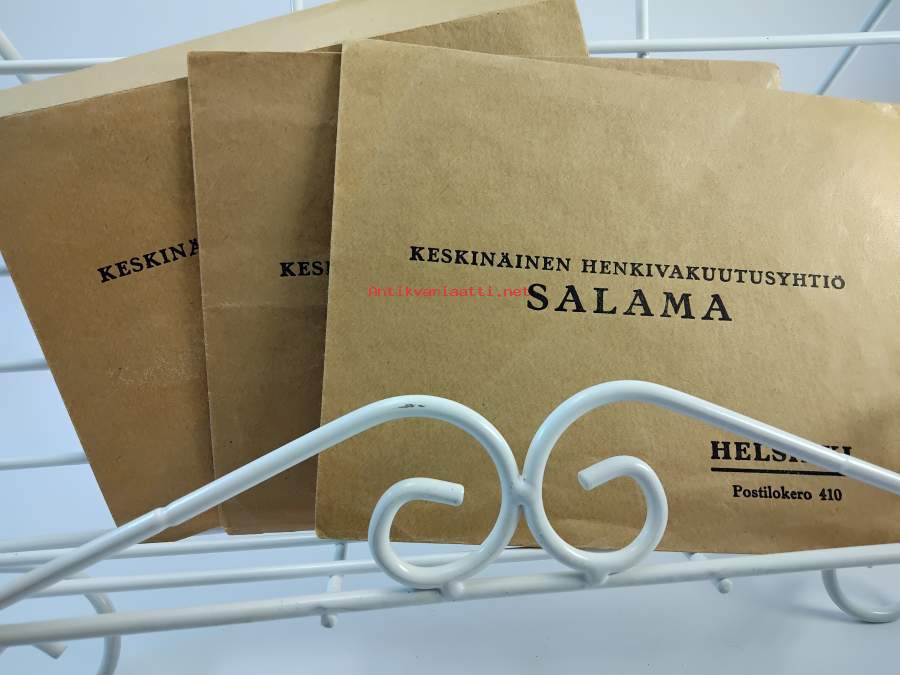 KESKINÄ
KESK
KESKINÄINEN HENKIVAKUUTUSYHTIÖ
Antikvariaatti.net
SALAMA
Postilokero 410